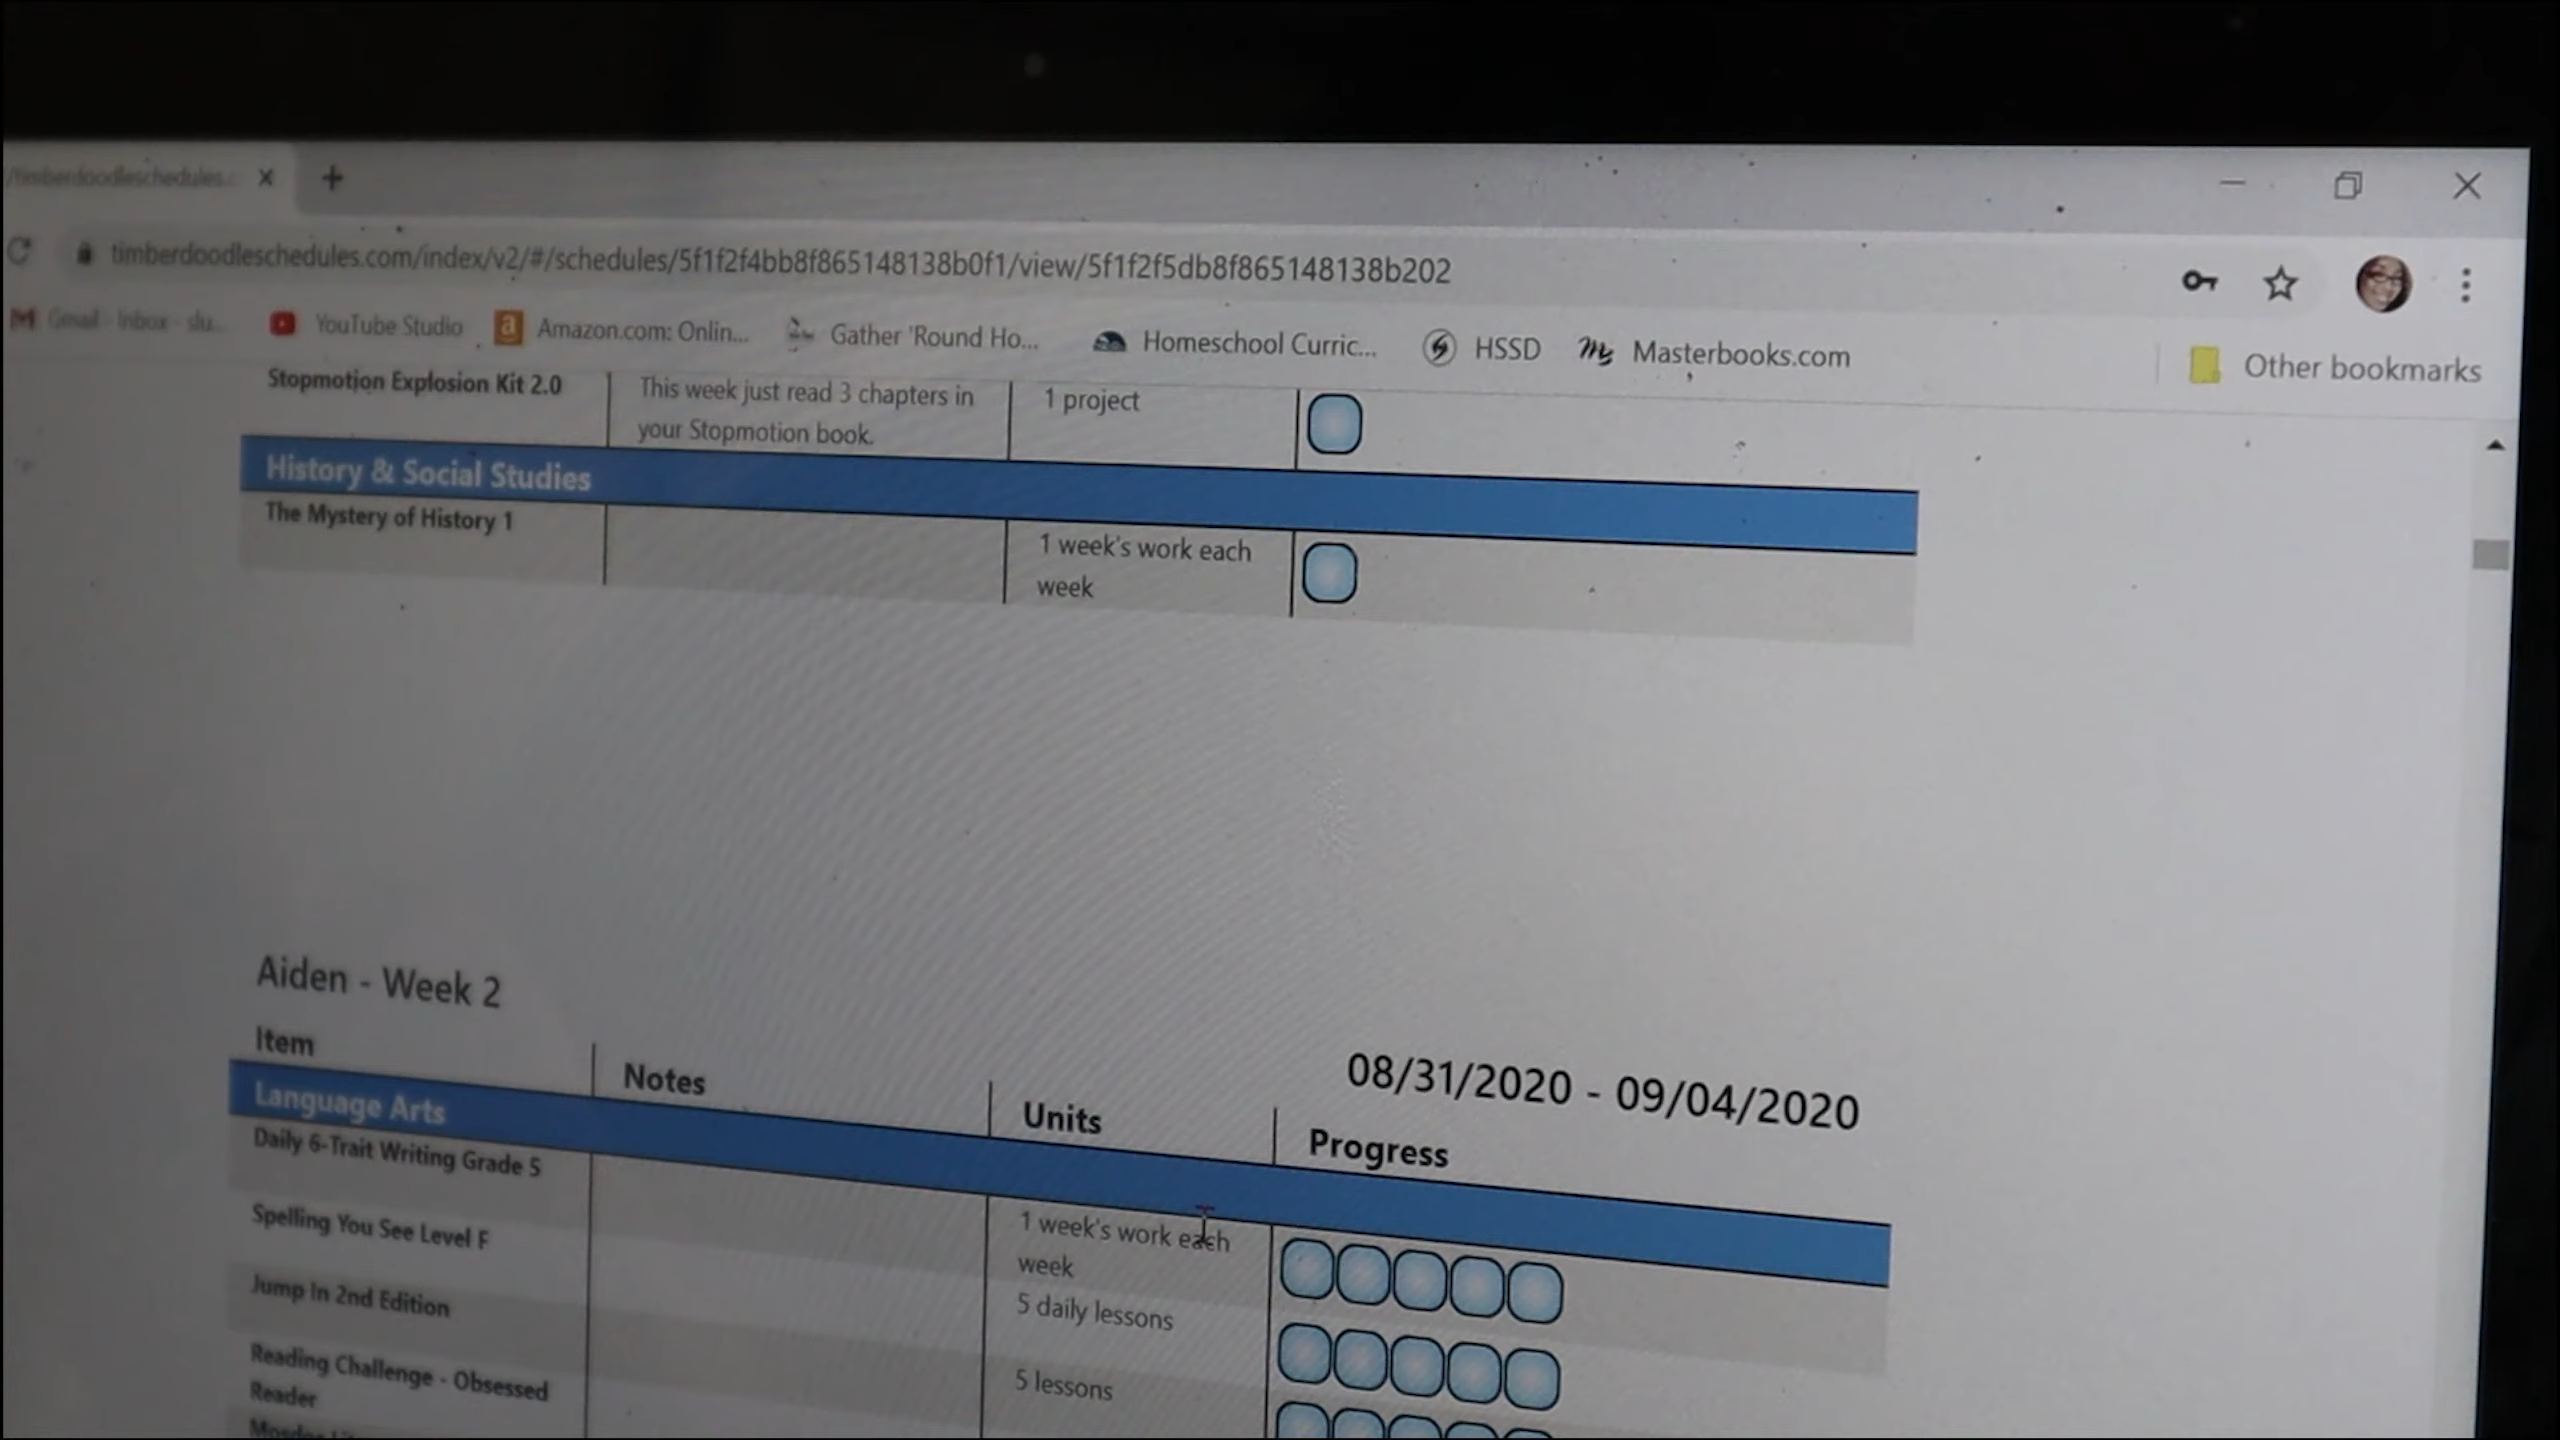 /timberdoodleschedules.c
timberdoodleschedules.com/index/v2/#/schedules/5f1f2f4bb8f865148138b0f1/view/5f1f2f5db8f865148138b202
Gmail - Inbox - slu... YouTube Studio Amazon.com: Onlin... Gather 'Round Ho... Homeschool Curric... HSSD Masterbooks.com Other bookmarks
Stopmotion Explosion Kit 2.0
This week just read 3 chapters in
your Stopmotion book.
1 project
History & Social Studies
The Mystery of History 1
1 week's work each
week
Aiden - Week 2
08/31/2020 - 09/04/2020
Item Notes Units Progress
Language Arts
Daily 6-Trait Writing Grade 5
1 week's work each
week
Spelling You See Level F
5 daily lessons
Jump In 2nd Edition
5 lessons
Reading Challenge - Obsessed
Reader